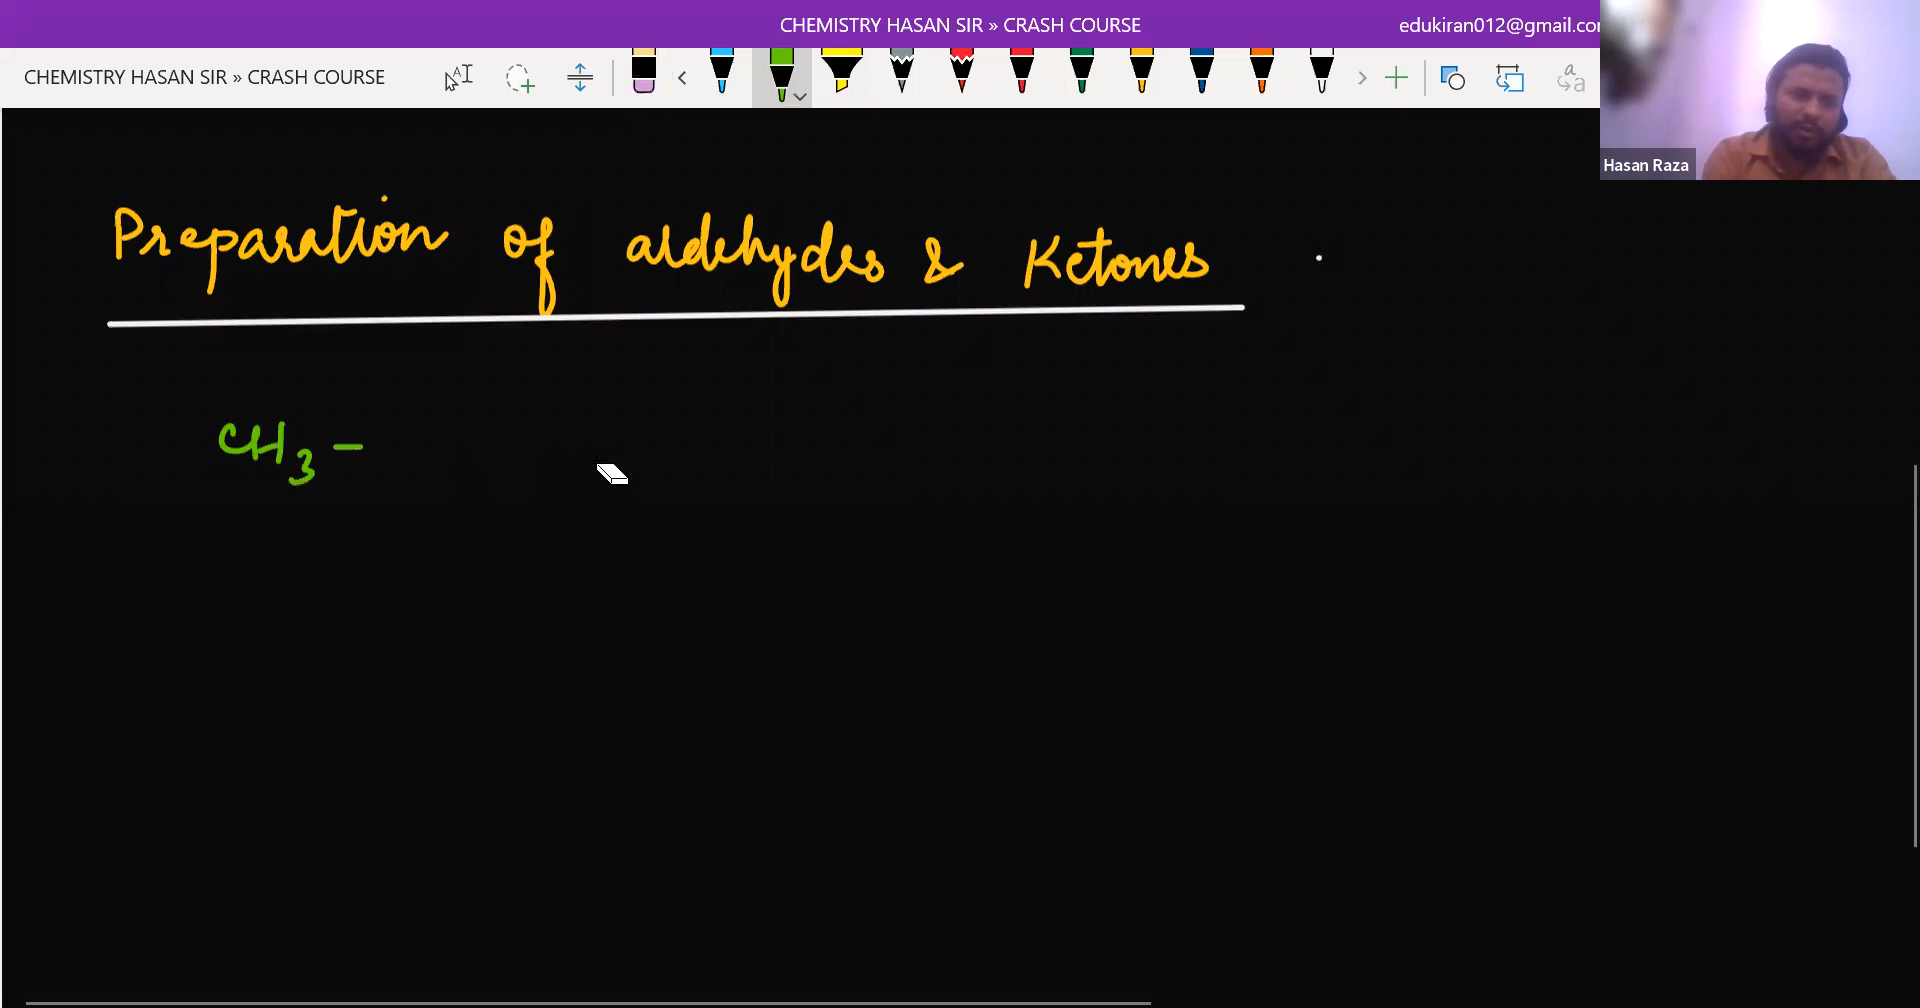 CHEMISTRY HASAN SIR » CRASH COURSE
edukiran012@gmail.co
CHEMISTRY HASAN SIR » CRASH COURSE
Hasan Raza
Preparation of aldehydes & Ketones .
CH3 -